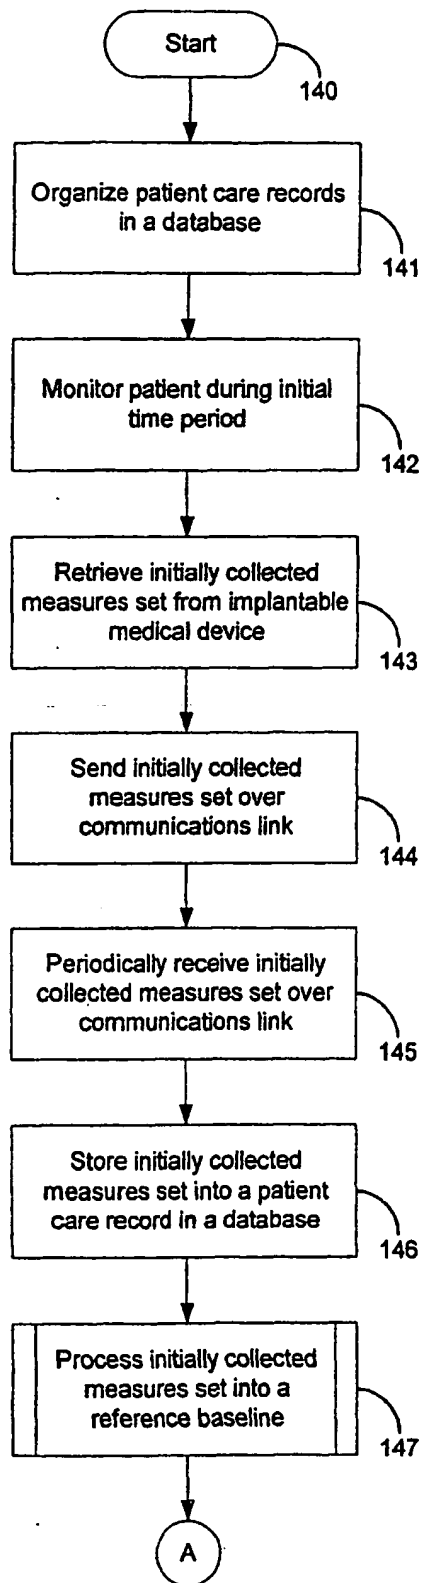 Start
140
Organize patient care records
in a database
141
Monitor patient during initial
time period
142
Retrieve initially collected
measures set from implantable
medical device
143
Send initially collected
measures set over
communications link
144
Periodically receive initially
collected measures set over
communications link
145
Store initially collected
measures set into a patient
care record in a database
146
Process initially collected
measures set into a
reference baseline
147
A